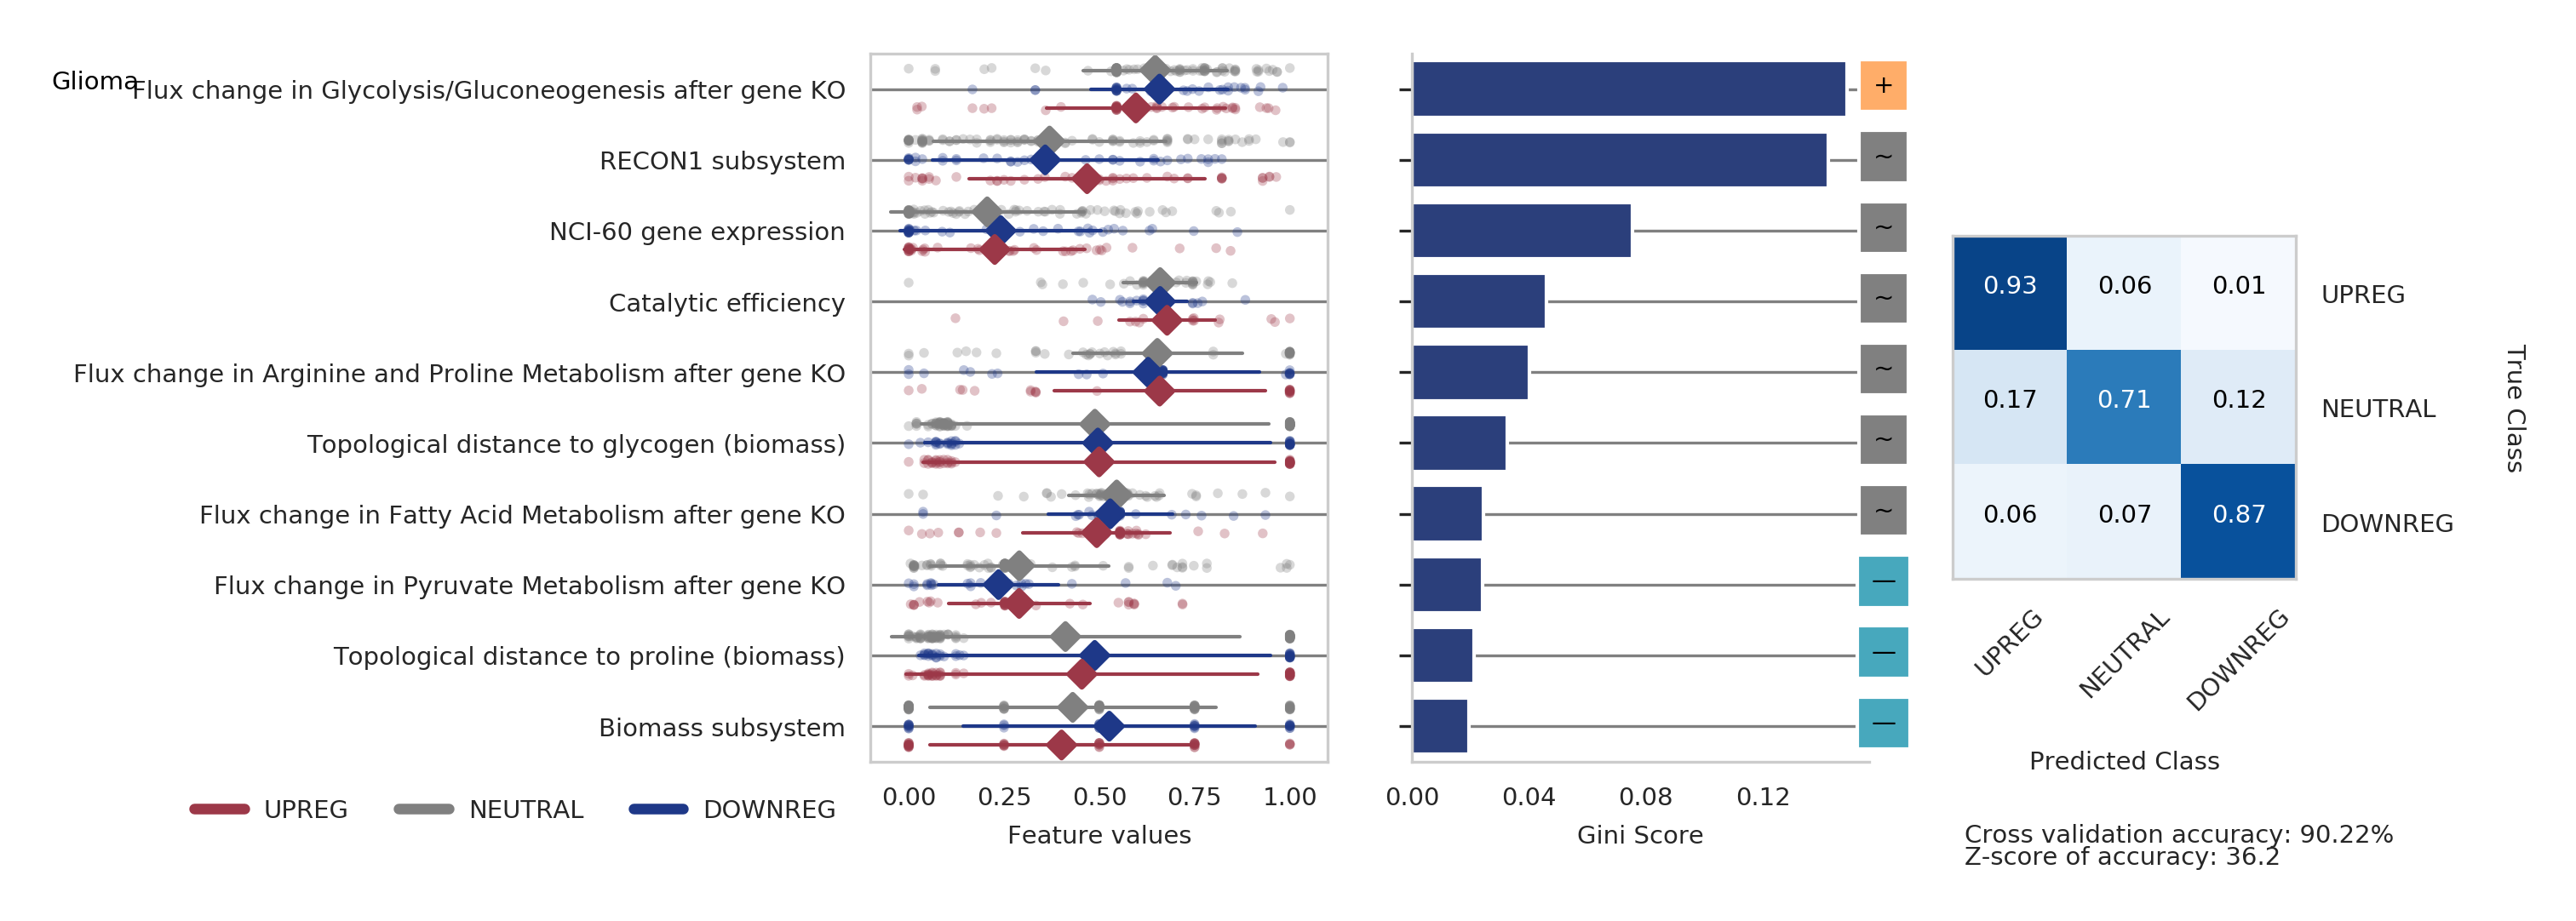 Glioma
Flux change in Glycolysis/Gluconeogenesis after gene KO
RECON1 subsystem
NCI-60 gene expression
Catalytic efficiency
Flux change in Arginine and Proline Metabolism after gene KO
Topological distance to glycogen (biomass)
Flux change in Fatty Acid Metabolism after gene KO
Flux change in Pyruvate Metabolism after gene KO
Topological distance to proline (biomass)
Biomass subsystem
UPREG NEUTRAL DOWNREG
0.00 0.25 0.50 0.75 1.00
Feature values
+
~
~
~
~
~
~
—
—
—
0.00 0.04 0.08 0.12
Gini Score
0.93 0.06 0.01 UPREG
0.17 0.71 0.12 NEUTRAL
0.06 0.07 0.87 DOWNREG
True Class
UPREG NEUTRAL DOWNREG
Predicted Class
Cross validation accuracy: 90.22%
Z-score of accuracy: 36.2